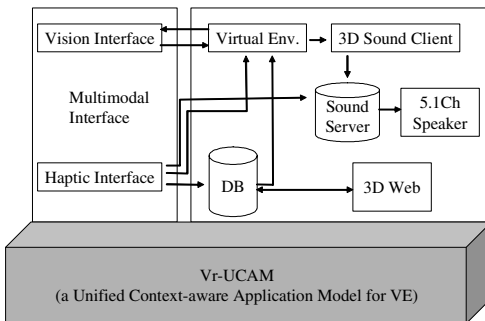 Vision Interface
Virtual Env.
3D Sound Client
Multimodal
Interface
Sound
Server
5.1Ch
Speaker
Haptic Interface
DB
3D Web
Vr-UCAM
(a Unified Context-aware Application Model for VE)